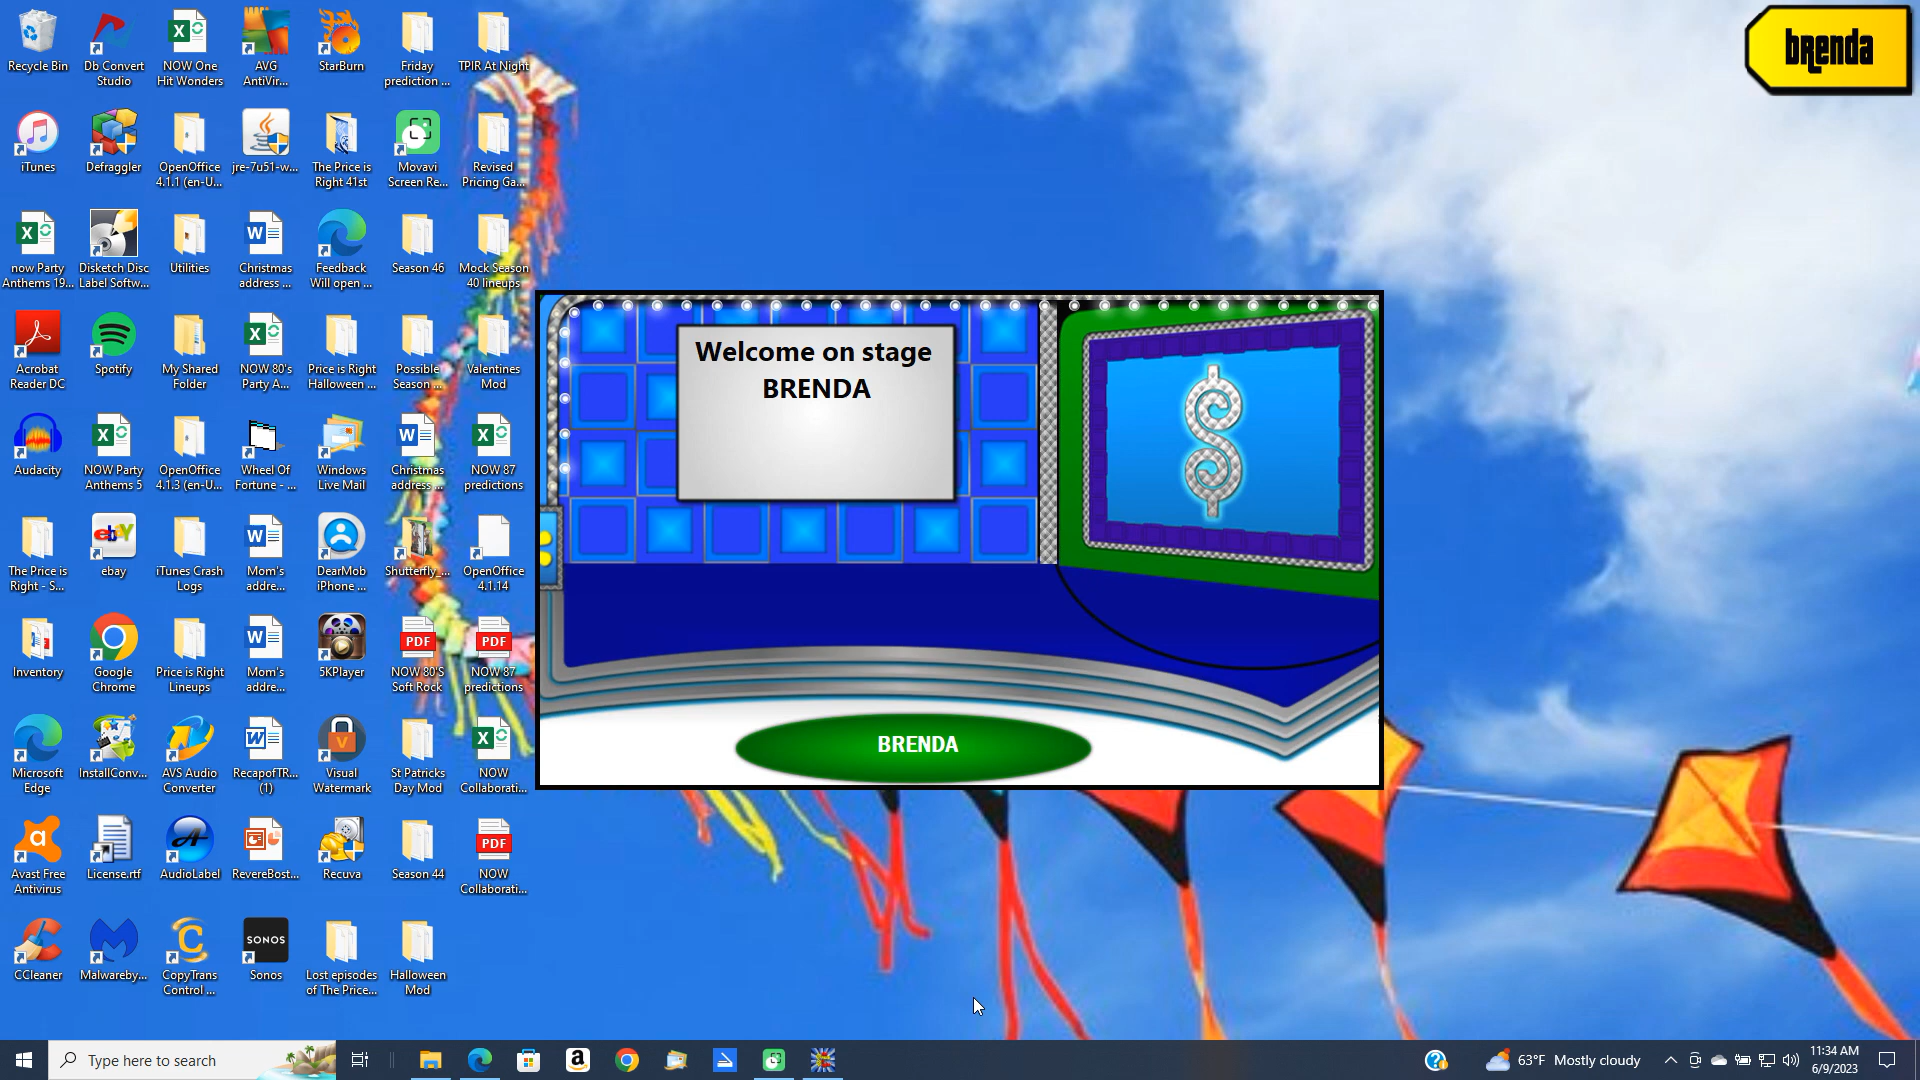 Recycle Bin
Db Convert
Studio
NOW One
Hit Wonders
AVG
AntiVir...
StarBurn
Friday
prediction ...
TPIR At Night
iTunes
Defraggler
OpenOffice
4.1.1 (en-U...
jre-7u51-w...
The Price is
Right 41st
Movavi
Screen Re...
Revised
Pricing Ga...
now Party
Anthems 19...
Disketch Disc
Label Softw...
Utilities
Christmas
address ...
Feedback
Will open ...
Season 46
Mock Season
40 lineups
Acrobat
Reader DC
Spotify
My Shared
Folder
NOW 80's
Party A...
Price is Right
Halloween ...
Possible
Season ...
Valentines
Mod
Audacity
NOW Party
Anthems 5
OpenOffice
4.1.3 (en-U...
Wheel Of
Fortune - ...
Windows
Live Mail
Christmas
address ...
NOW 87
predictions
The Price is
Right - S...
ebay
iTunes Crash
Logs
Mom's
addre...
DearMob
iPhone ...
Shutterfly_...
OpenOffice
4.1.14
Inventory
Google
Chrome
Price is Right
Lineups
Mom's
addre...
5KPlayer
NOW 80'S
Soft Rock
NOW 87
predictions
Microsoft
Edge
InstallConv...
AVS Audio
Converter
RecapofTR...
(1)
Visual
Watermark
St Patricks
Day Mod
NOW
Collaborati...
Avast Free
Antivirus
License.rtf
AudioLabel
RevereBost...
Recuva
Season 44
NOW
Collaborati...
CCleaner
Malwareby...
CopyTrans
Control ...
Sonos
Lost episodes
of The Price...
Halloween
Mod
SONOS
ebay
PDF
PDF
PDF
brenda
Welcome on stage
BRENDA
BRENDA
Type here to search
63°F Mostly cloudy
11:34 AM
6/9/2023